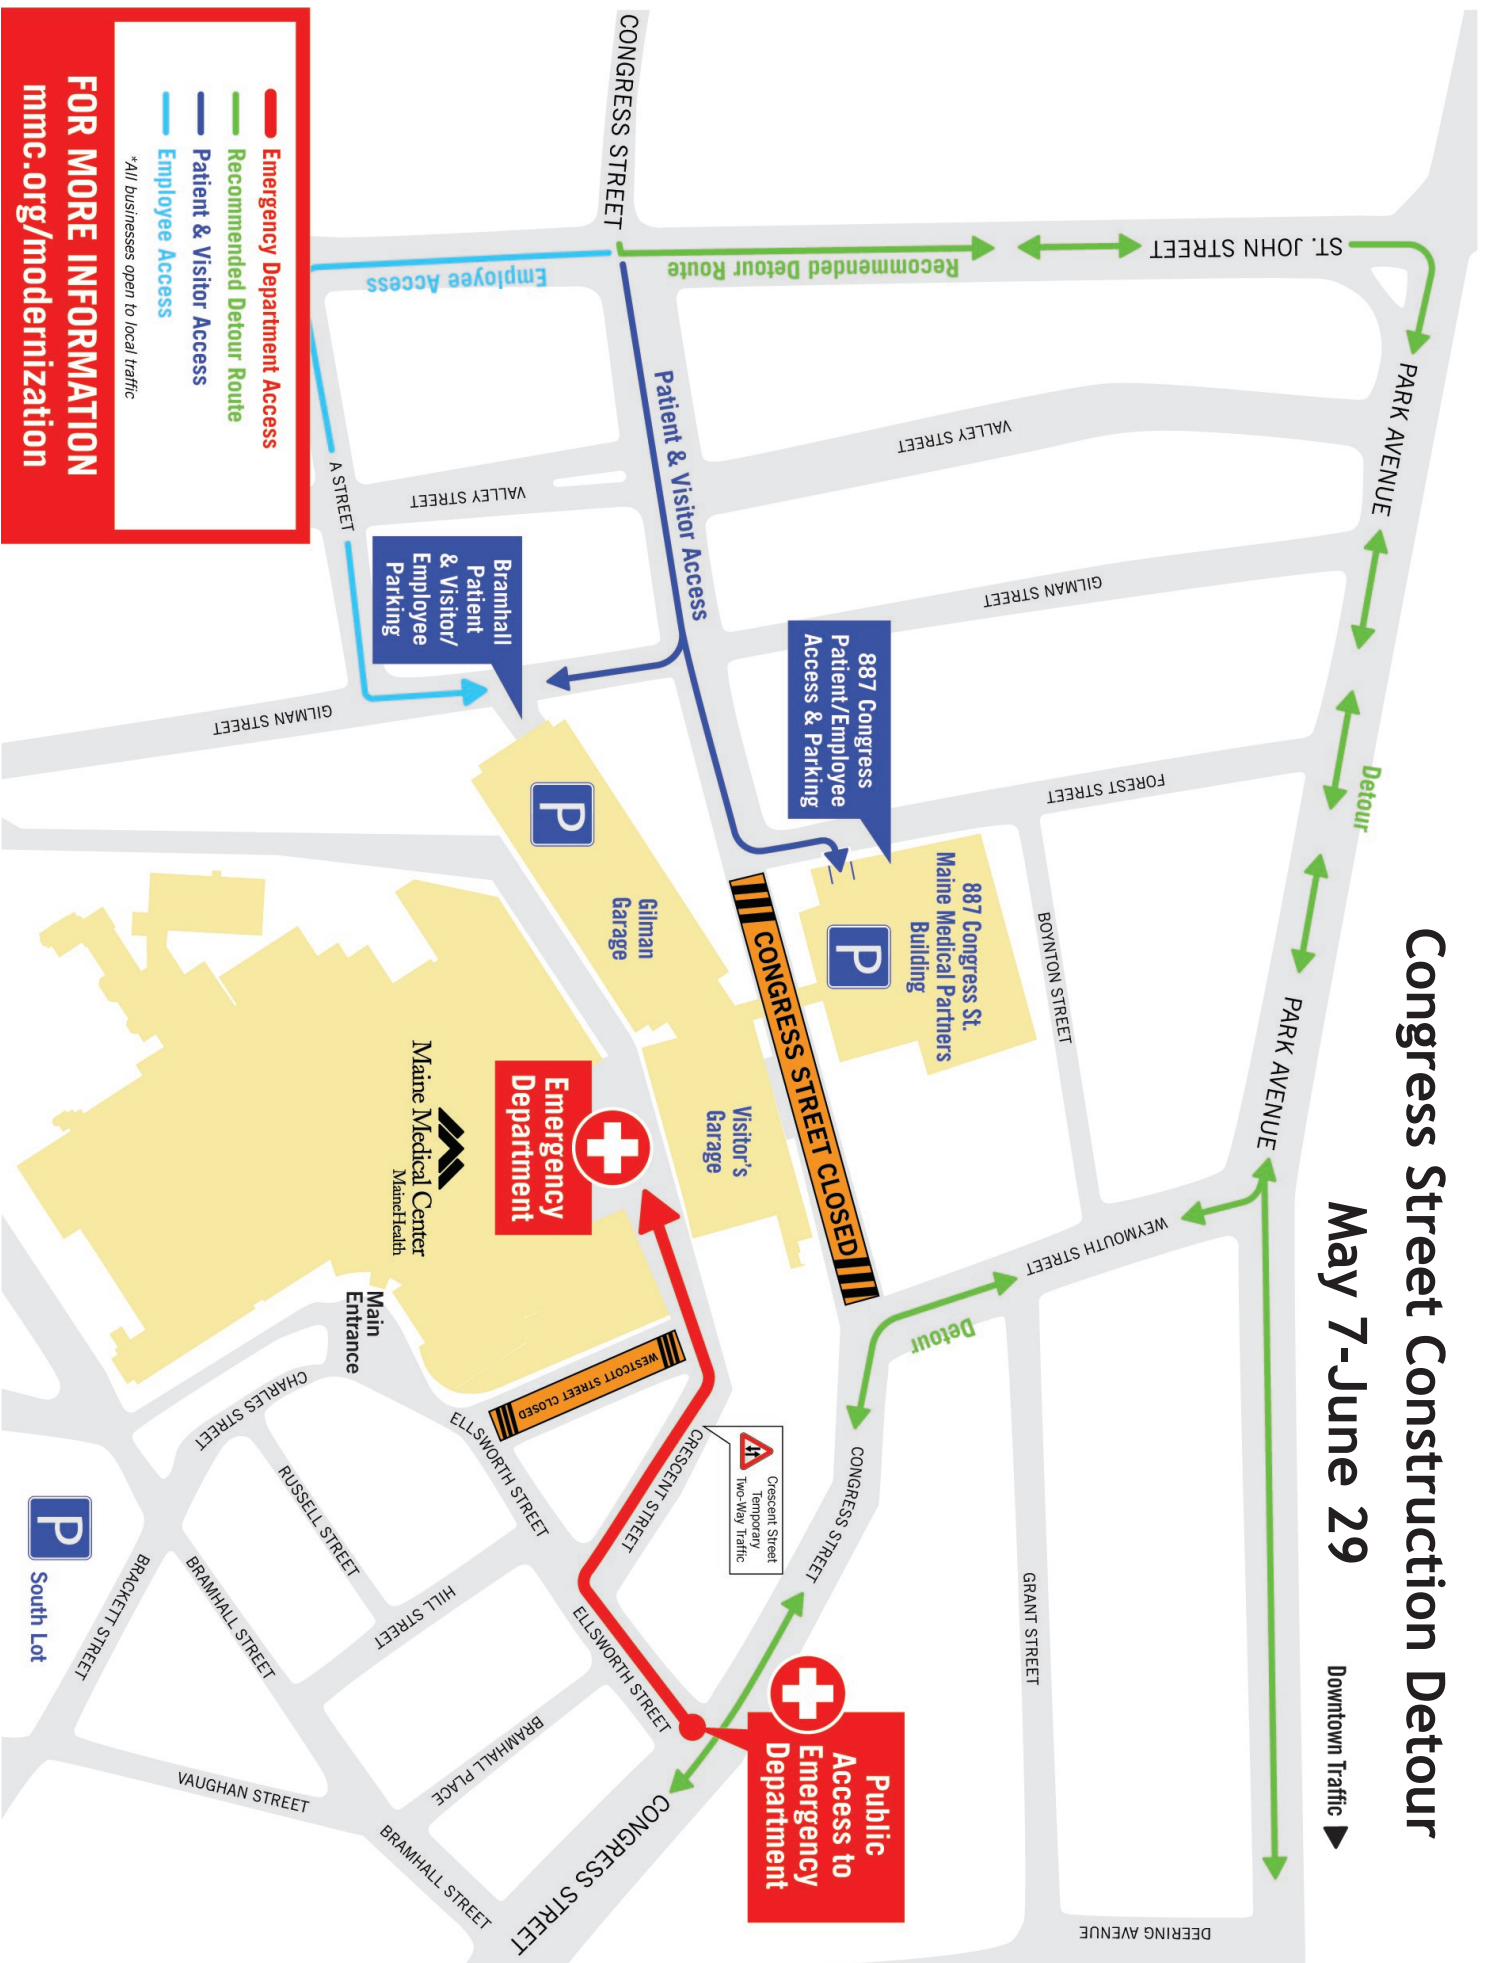 Congress Street Construction Detour
May 7-June 29
Downtown Traffic
ST. JOHN STREET
PARK AVENUE
Detour
PARK AVENUE
Recommended Detour Route
VALLEY STREET
GILMAN STREET
FOREST STREET
BOYNTON STREET
WEYMOUTH STREET
Detour
GRANT STREET
DEERING AVENUE
CONGRESS STREET
Employee Access
Patient & Visitor Access
887 Congress
Patient/Employee
Access & Parking
887 Congress St.
Maine Medical Partners
Building
P
CONGRESS STREET CLOSED
CONGRESS STREET
Public
Access to
Emergency
Department
CONGRESS STREET
VALLEY STREET
A STREET
Bramhall
Patient
& Visitor/
Employee
Parking
GILMAN STREET
P
Gilman
Garage
Visitor's
Garage
Emergency
Department
Maine Medical Center
MaineHealth
Main
Entrance
WESTCOTT STREET CLOSED
Crescent Street
Temporary
Two-Way Traffic
CRESCENT STREET
ELLSWORTH STREET
ELLSWORTH STREET
CHARLES STREET
RUSSELL STREET
HILL STREET
BRAMHALL STREET
BRACKETT STREET
BRAMHALL PLACE
VAUGHAN STREET
BRAMHALL STREET
P
South Lot
Emergency Department Access
Recommended Detour Route
Patient & Visitor Access
Employee Access
*All businesses open to local traffic
FOR MORE INFORMATION
mmc.org/modernization